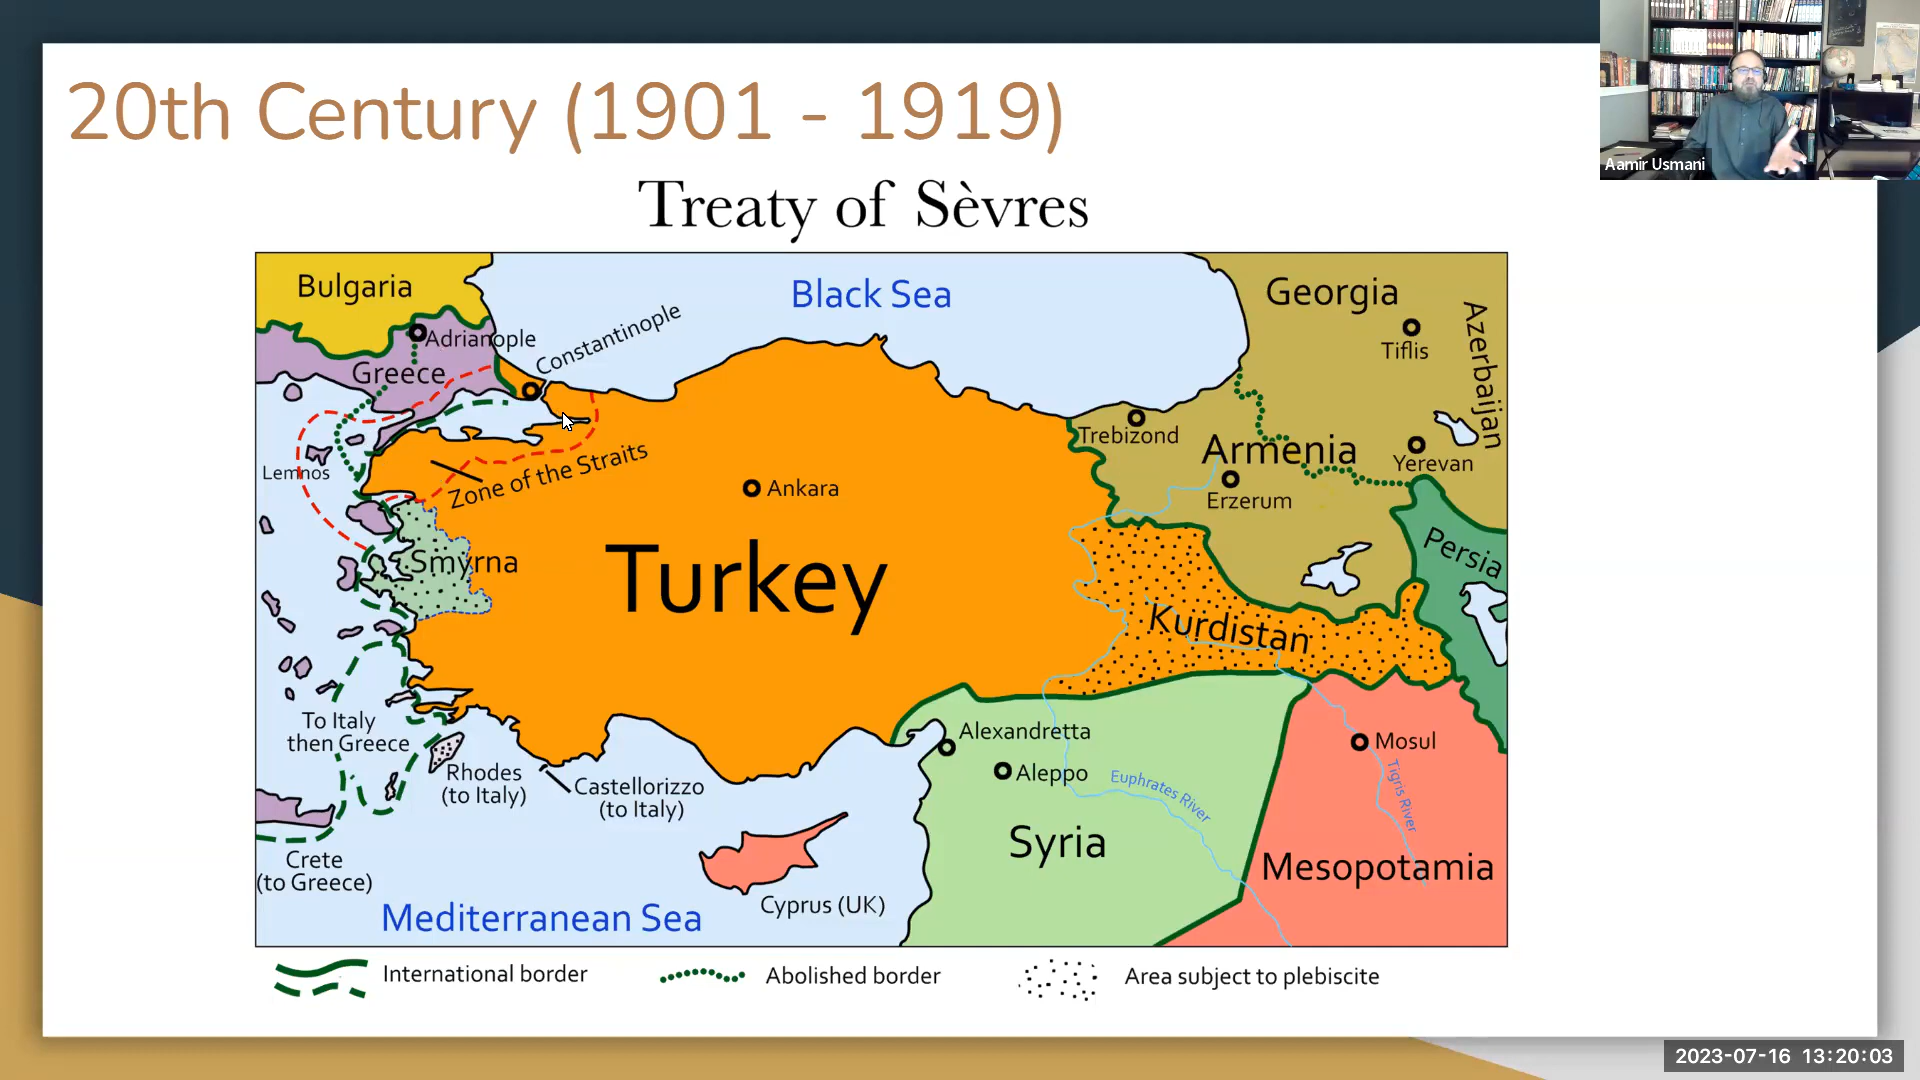 20th Century (1901 - 1919)
Aamir Usmani
Treaty of Sèvres
Bulgaria
Black Sea
Georgia
Azerbaijan
Adrianople
Constantinople
Tiflis
Greece
Trebizond
Armenia
Yerevan
Lemnos
Zone of the Straits
Ankara
Erzerum
Persia
Smyrna
Turkey
Kurdistan
To Italy
then Greece
Alexandretta
Mosul
Rhodes
(to Italy)
Castellorizzo
(to Italy)
Aleppo
Euphrates River
Tigris River
Syria
Mesopotamia
Crete
(to Greece)
Cyprus (UK)
Mediterranean Sea
International border
Abolished border
Area subject to plebiscite
2023-07-16 13:20:03